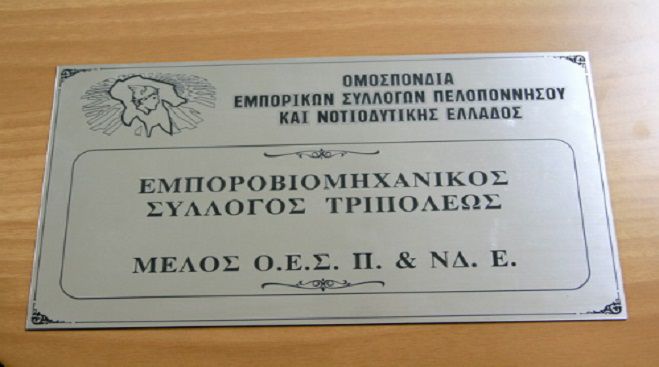 ΟΜΟΣΠΟΝΔΙΑ
ΕΜΠΟΡΙΚΩΝ ΣΥΛΛΟΓΩΝ ΠΕΛΟΠΟΝΝΗΣΟΥ
ΚΑΙ ΝΟΤΙΟΔΥΤΙΚΗΣ ΕΛΛΑΔΟΣ
ΕΜΠΟΡΟΒΙΟΜΗΧΑΝΙΚΟΣ
ΣΥΛΛΟΓΟΣ ΤΡΙΠΟΛΕΩΣ
ΜΕΛΟΣ Ο.Ε.Σ. Π. & ΝΔ. Ε.